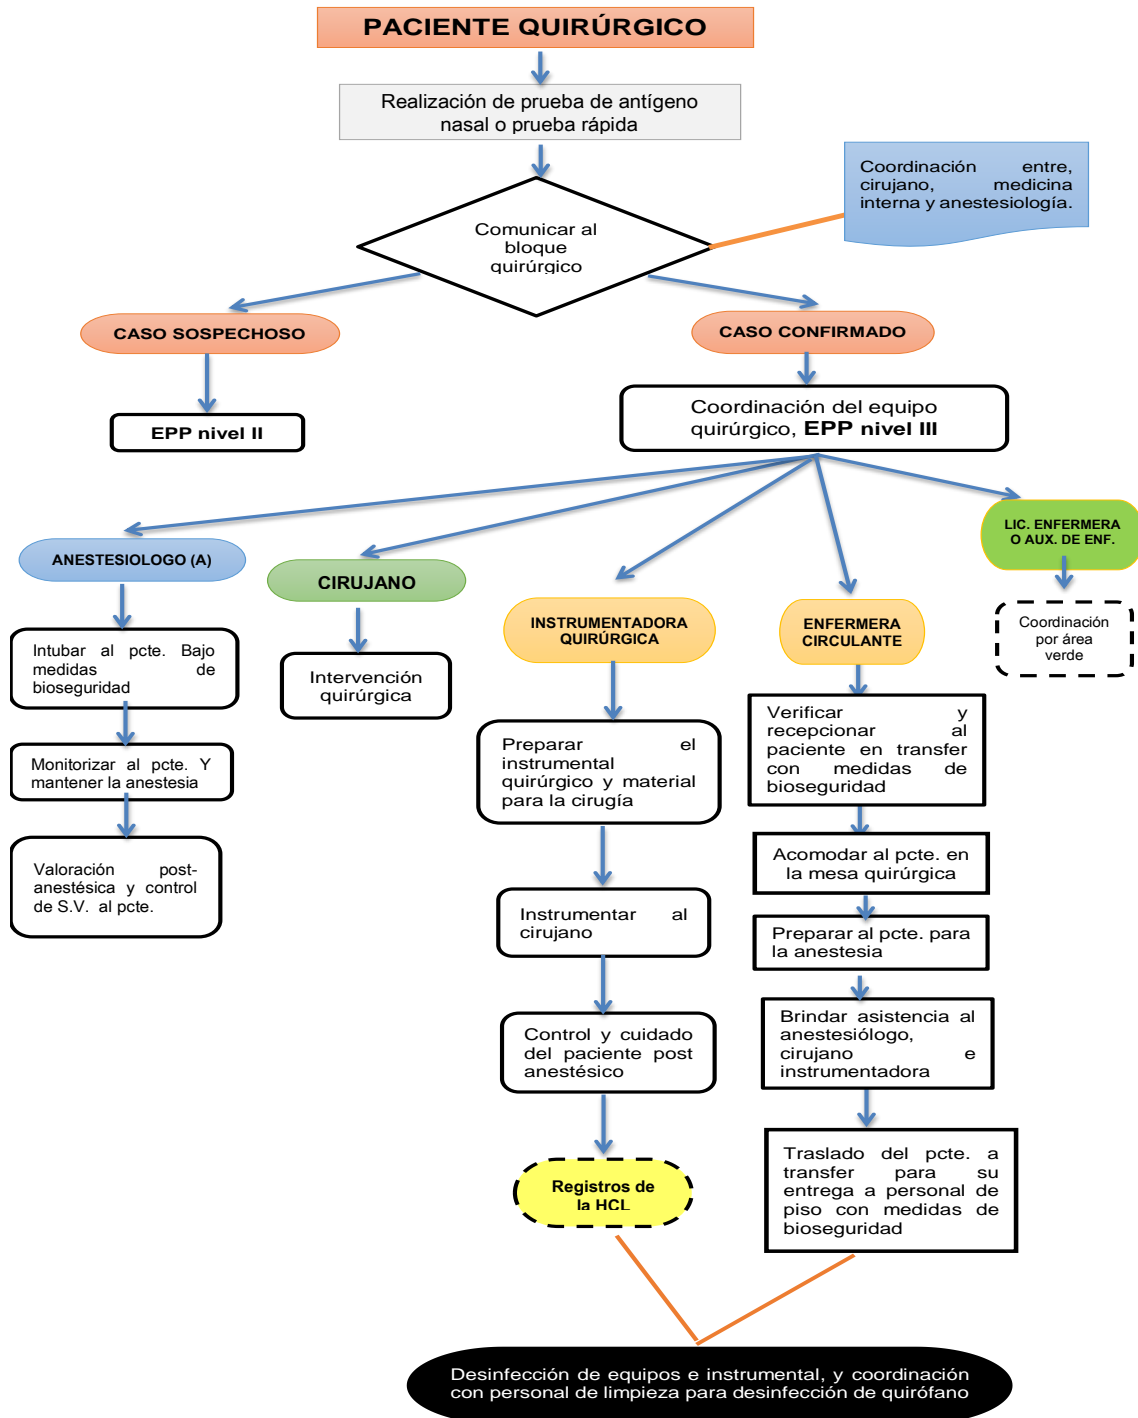 PACIENTE QUIRÚRGICO
Realización de prueba de antígeno
nasal o prueba rápida
Coordinación entre,
cirujano, medicina
interna y anestesiología.
Comunicar al
bloque
quirúrgico
CASO SOSPECHOSO
CASO CONFIRMADO
EPP nivel II
Coordinación del equipo
quirúrgico, EPP nivel III
LIC. ENFERMERA
O AUX. DE ENF.
ANESTESIOLOGO (A)
CIRUJANO
INSTRUMENTADORA
QUIRÚRGICA
ENFERMERA
CIRCULANTE
Coordinación
por área
verde
Intubar al pcte. Bajo
medidas de
bioseguridad
Monitorizar al pcte. Y
mantener la anestesia
Valoración post-
anestésica y control
de S.V. al pcte.
Intervención
quirúrgica
Preparar el
instrumental
quirúrgico y material
para la cirugía
Instrumentar al
cirujano
Control y cuidado
del paciente post
anestésico
Registros de
la HCL
Verificar y
recepcionar al
paciente en transfer
con medidas de
bioseguridad
Acomodar al pcte. en
la mesa quirúrgica
Preparar al pcte. para
la anestesia
Brindar asistencia al
anestesiólogo,
cirujano e
instrumentadora
Traslado del pcte. a
transfer para su
entrega a personal de
piso con medidas de
bioseguridad
Desinfección de equipos e instrumental, y coordinación
con personal de limpieza para desinfección de quirófano